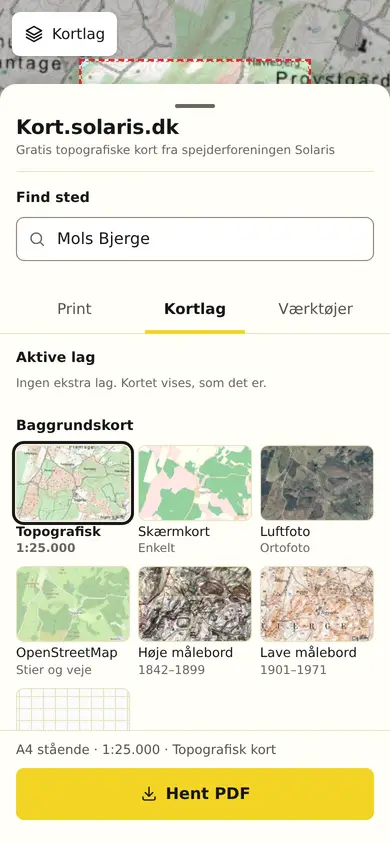 Kortlag
Kort.solaris.dk
Gratis topografiske kort fra spejderforeningen Solaris
Find sted
Mols Bjerge
Print
Kortlag
Værktøjer
Aktive lag
Ingen ekstra lag. Kortet vises, som det er.
Baggrundskort
Topografisk
1:25.000
Skærmkort
Enkelt
Luftfoto
Ortofoto
OpenStreetMap
Stier og veje
Høje målebord
1842–1899
Lave målebord
1901–1971
A4 stående · 1:25.000 · Topografisk kort
Hent PDF